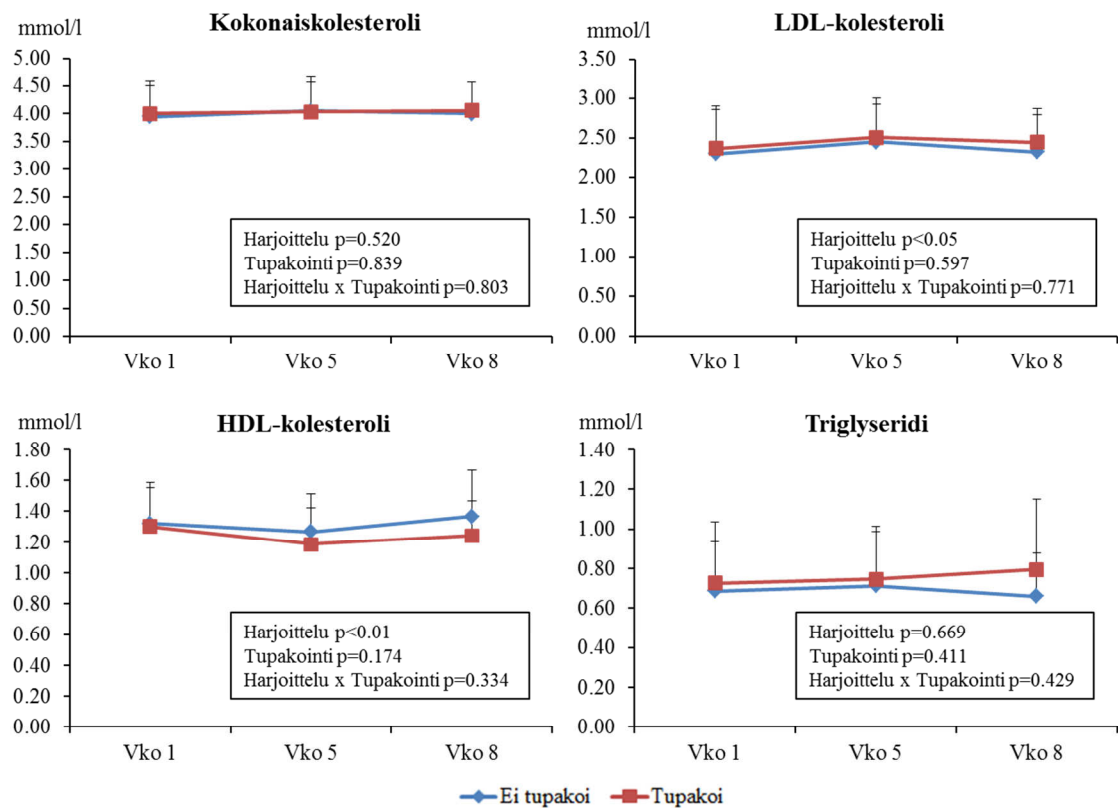 Kokonaiskolesteroli
mmol/l
5.00
4.50
4.00
3.50
3.00
2.50
2.00
1.50
1.00
0.50
0.00
Harjoittelu p=0.520
Tupakointi p=0.839
Harjoittelu x Tupakointi p=0.803
Vko 1 Vko 5 Vko 8
LDL-kolesteroli
mmol/l
3.50
3.00
2.50
2.00
1.50
1.00
0.50
0.00
Harjoittelu p<0.05
Tupakointi p=0.597
Harjoittelu x Tupakointi p=0.771
Vko 1 Vko 5 Vko 8
HDL-kolesteroli
mmol/l
1.80
1.60
1.40
1.20
1.00
0.80
0.60
0.40
0.20
0.00
Harjoittelu p<0.01
Tupakointi p=0.174
Harjoittelu x Tupakointi p=0.334
Vko 1 Vko 5 Vko 8
Triglyseridi
mmol/l
1.40
1.20
1.00
0.80
0.60
0.40
0.20
0.00
Harjoittelu p=0.669
Tupakointi p=0.411
Harjoittelu x Tupakointi p=0.429
Vko 1 Vko 5 Vko 8
Ei tupakoi Tupakoi